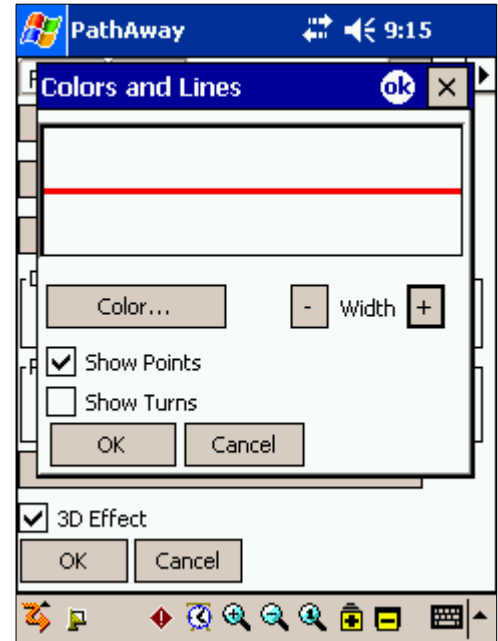 PathAway 9:15
Colors and Lines ok
Color... - Width +
Show Points
Show Turns
OK Cancel
3D Effect
OK Cancel